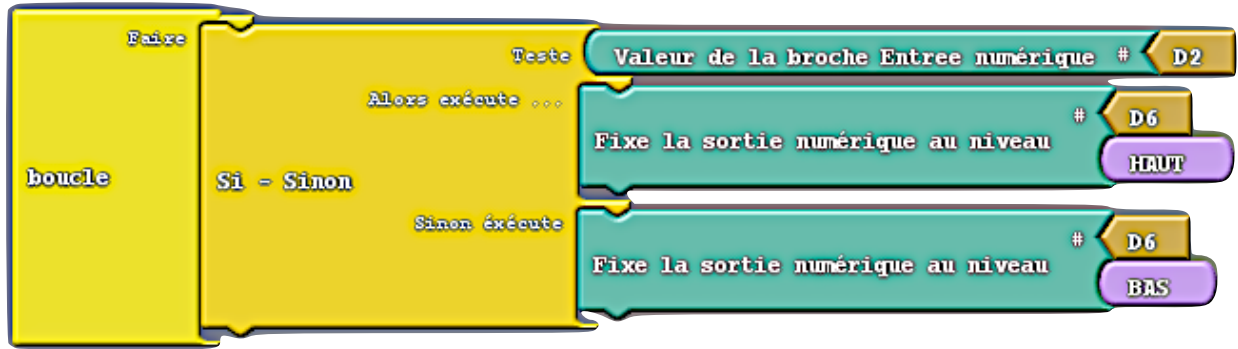 Faire
Teste Valeur de la broche Entree numérique # D2
Alors exécute ...
# D6
Fixe la sortie numérique au niveau
HAUT
boucle Si - Sinon
Sinon éxécute
# D6
Fixe la sortie numérique au niveau
BAS